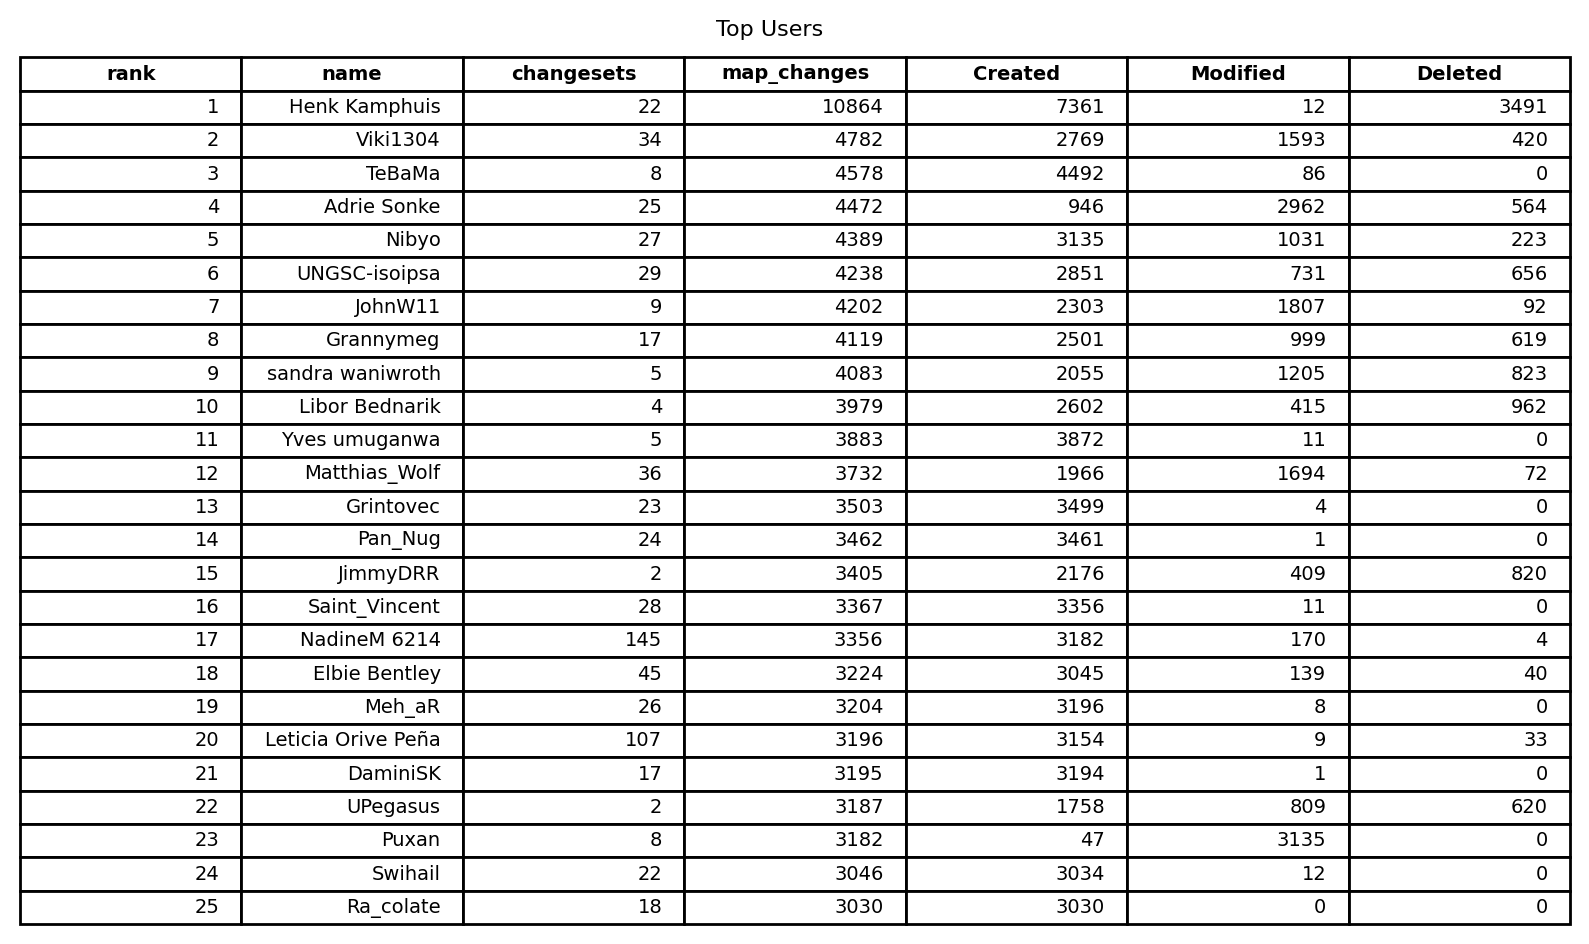 Top Users
rank name changesets map_changes Created Modified Deleted
1 Henk Kamphuis 22 10864 7361 12 3491
2 Viki1304 34 4782 2769 1593 420
3 TeBaMa 8 4578 4492 86 0
4 Adrie Sonke 25 4472 946 2962 564
5 Nibyo 27 4389 3135 1031 223
6 UNGSC-isoipsa 29 4238 2851 731 656
7 JohnW11 9 4202 2303 1807 92
8 Grannymeg 17 4119 2501 999 619
9 sandra waniwroth 5 4083 2055 1205 823
10 Libor Bednarik 4 3979 2602 415 962
11 Yves umuganwa 5 3883 3872 11 0
12 Matthias_Wolf 36 3732 1966 1694 72
13 Grintovec 23 3503 3499 4 0
14 Pan_Nug 24 3462 3461 1 0
15 JimmyDRR 2 3405 2176 409 820
16 Saint_Vincent 28 3367 3356 11 0
17 NadineM 6214 145 3356 3182 170 4
18 Elbie Bentley 45 3224 3045 139 40
19 Meh_aR 26 3204 3196 8 0
20 Leticia Orive Peña 107 3196 3154 9 33
21 DaminiSK 17 3195 3194 1 0
22 UPegasus 2 3187 1758 809 620
23 Puxan 8 3182 47 3135 0
24 Swihail 22 3046 3034 12 0
25 Ra_colate 18 3030 3030 0 0